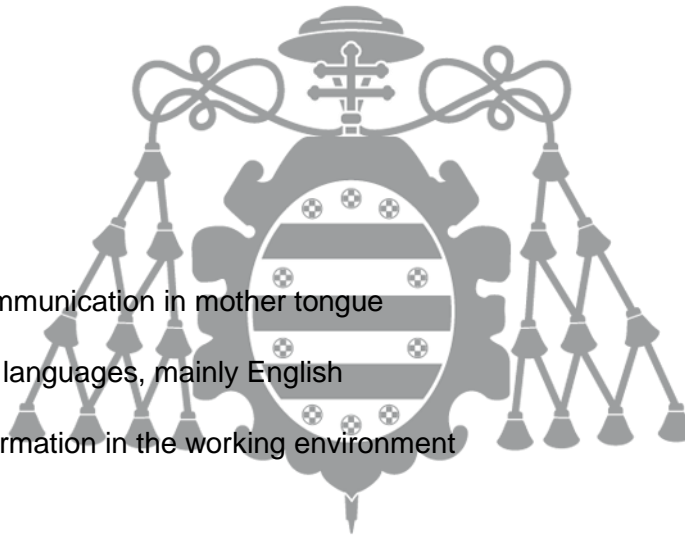 mmunication in mother tongue
languages, mainly English
rmation in the working environment